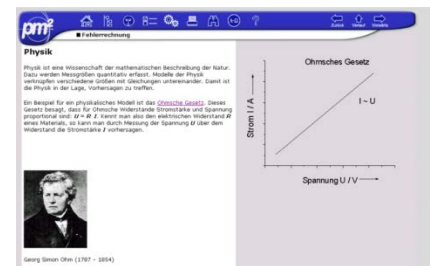 pm²
Zurück Verlauf Vorwärts
Fehlerrechnung
Physik
Physik ist eine Wissenschaft der mathematischen Beschreibung der Natur.
Dazu werden Messgrößen quantitativ erfasst. Modelle der Physik
verknüpfen verschiedene Größen mit Gleichungen untereinander. Damit ist
die Physik in der Lage, Vorhersagen zu treffen.
Ein Beispiel für ein physikalisches Modell ist das Ohmsche Gesetz. Dieses
Gesetz besagt, dass für Ohmsche Widerstände Stromstärke und Spannung
proportional sind: U = R I. Kennt man also den elektrischen Widerstand R
eines Materials, so kann man durch Messung der Spannung U über dem
Widerstand die Stromstärke I vorhersagen.
Georg Simon Ohm (1787 - 1854)
Ohmsches Gesetz
I ~ U
Strom I / A
Spannung U / V